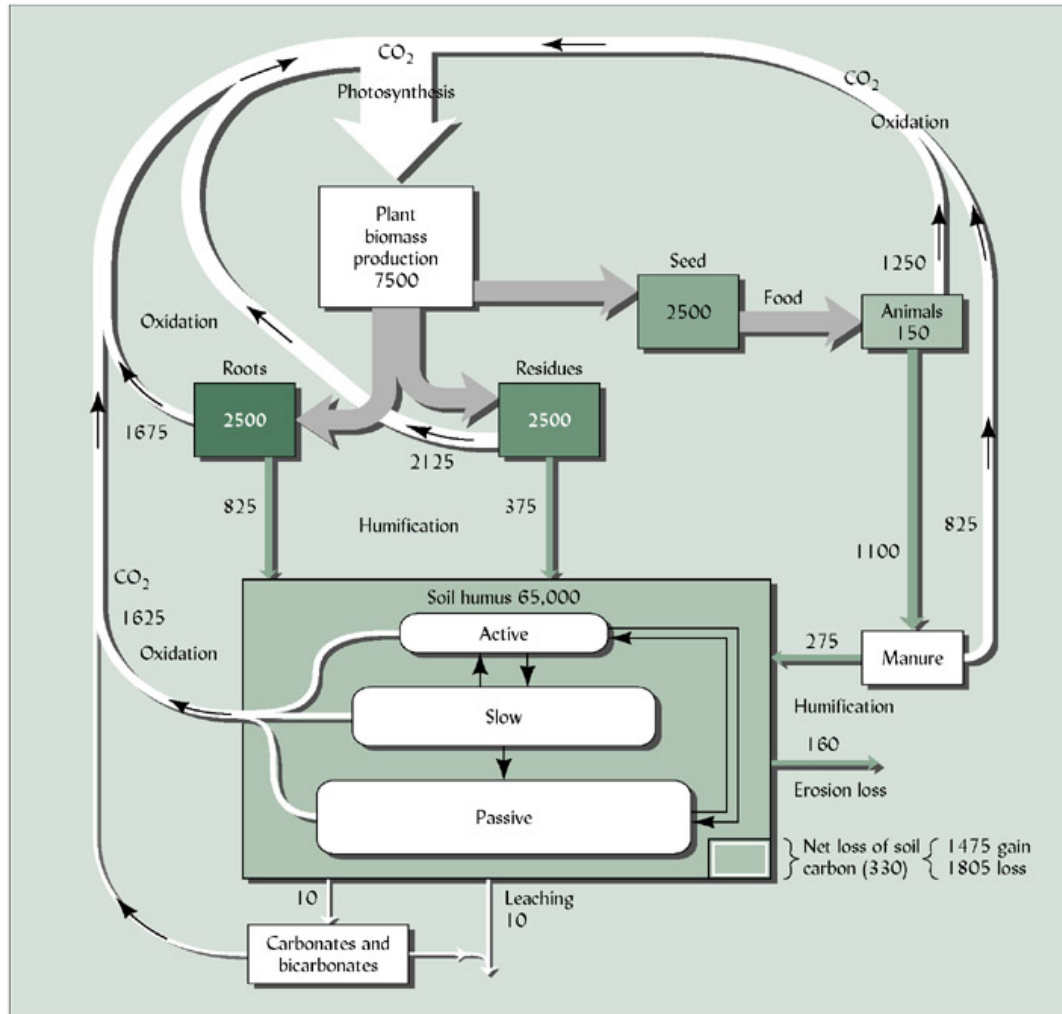 CO₂
Photosynthesis
CO₂
Oxidation
Plant
biomass
production
7500
Seed
2500
Food
1250
Animals
150
Oxidation
Roots
2500
Residues
2500
1675
2125
825
Humification
375
1100
825
CO₂
1625
Oxidation
Soil humus 65,000
Active
Slow
Passive
275
Manure
Humification
160
Erosion loss
Net loss of soil
carbon (330)
1475 gain
1805 loss
10
Leaching
10
Carbonates and
bicarbonates